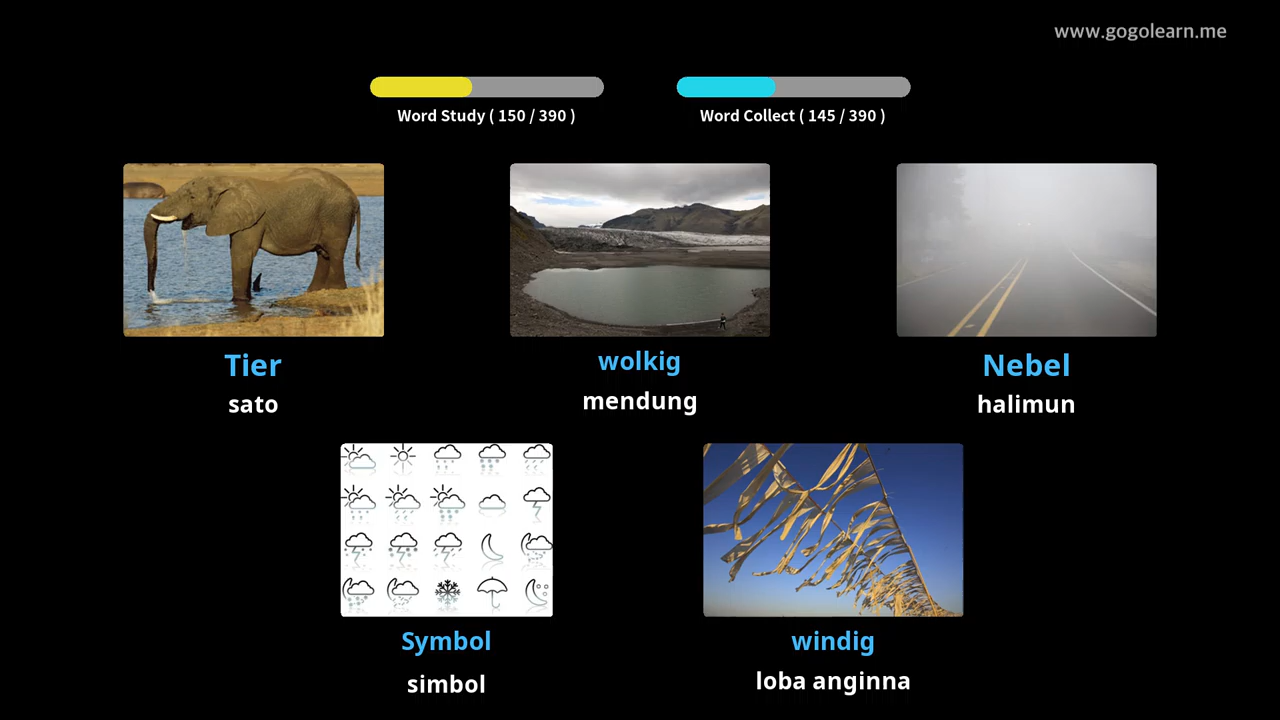 www.gogolearn.me
Word Study ( 150 / 390 )
Word Collect ( 145 / 390 )
Tier
sato
wolkig
mendung
Nebel
halimun
Symbol
simbol
windig
loba anginna